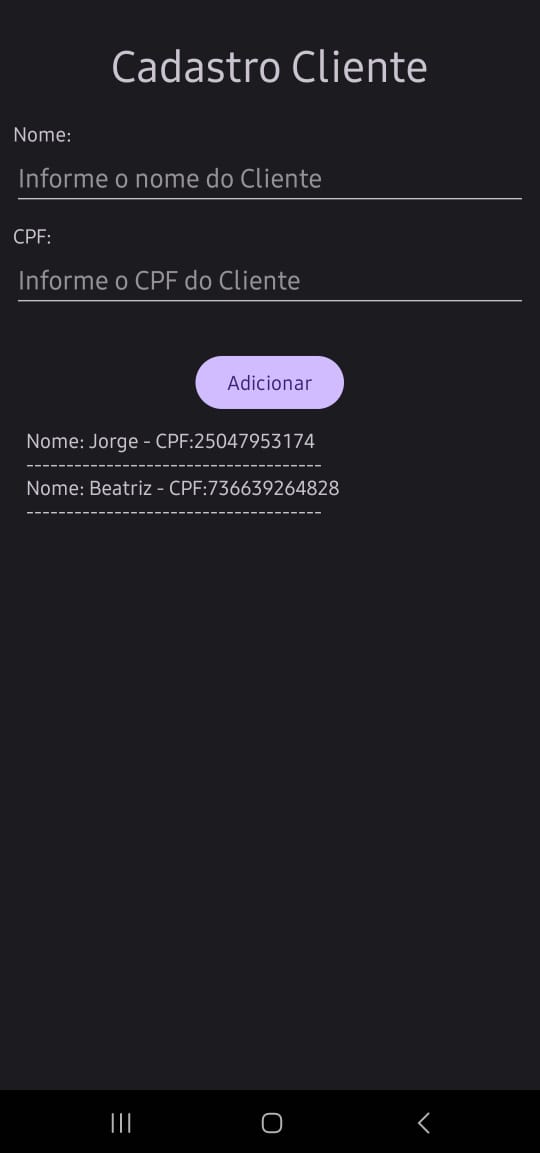 Cadastro Cliente
Nome:
Informe o nome do Cliente
CPF:
Informe o CPF do Cliente
Adicionar
Nome: Jorge - CPF:25047953174
-------------------------------------
Nome: Beatriz - CPF:736639264828
-------------------------------------